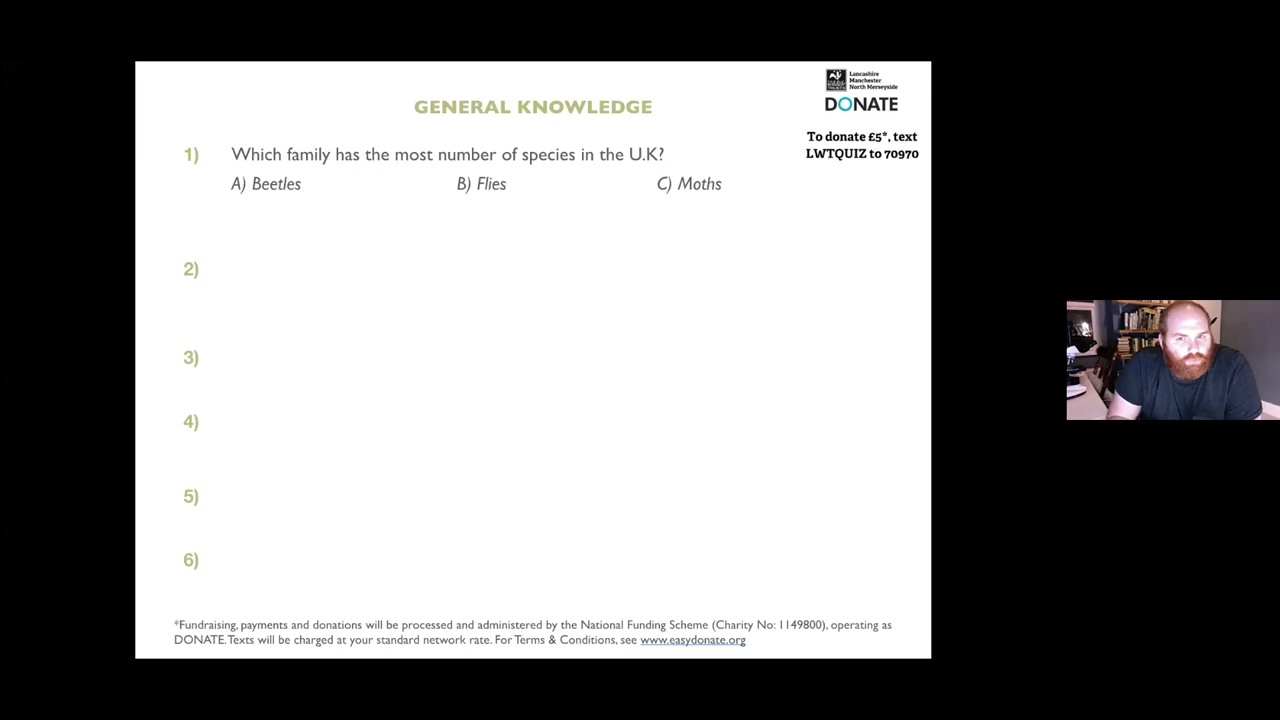 GENERAL KNOWLEDGE
Lancashire
Manchester
North Merseyside
DONATE
To donate £5*, text
LWTQUIZ to 70970
1) Which family has the most number of species in the U.K?
A) Beetles B) Flies C) Moths
2)
3)
4)
5)
6)
*Fundraising, payments and donations will be processed and administered by the National Funding Scheme (Charity No: 1149800), operating as
DONATE. Texts will be charged at your standard network rate. For Terms & Conditions, see www.easydonate.org